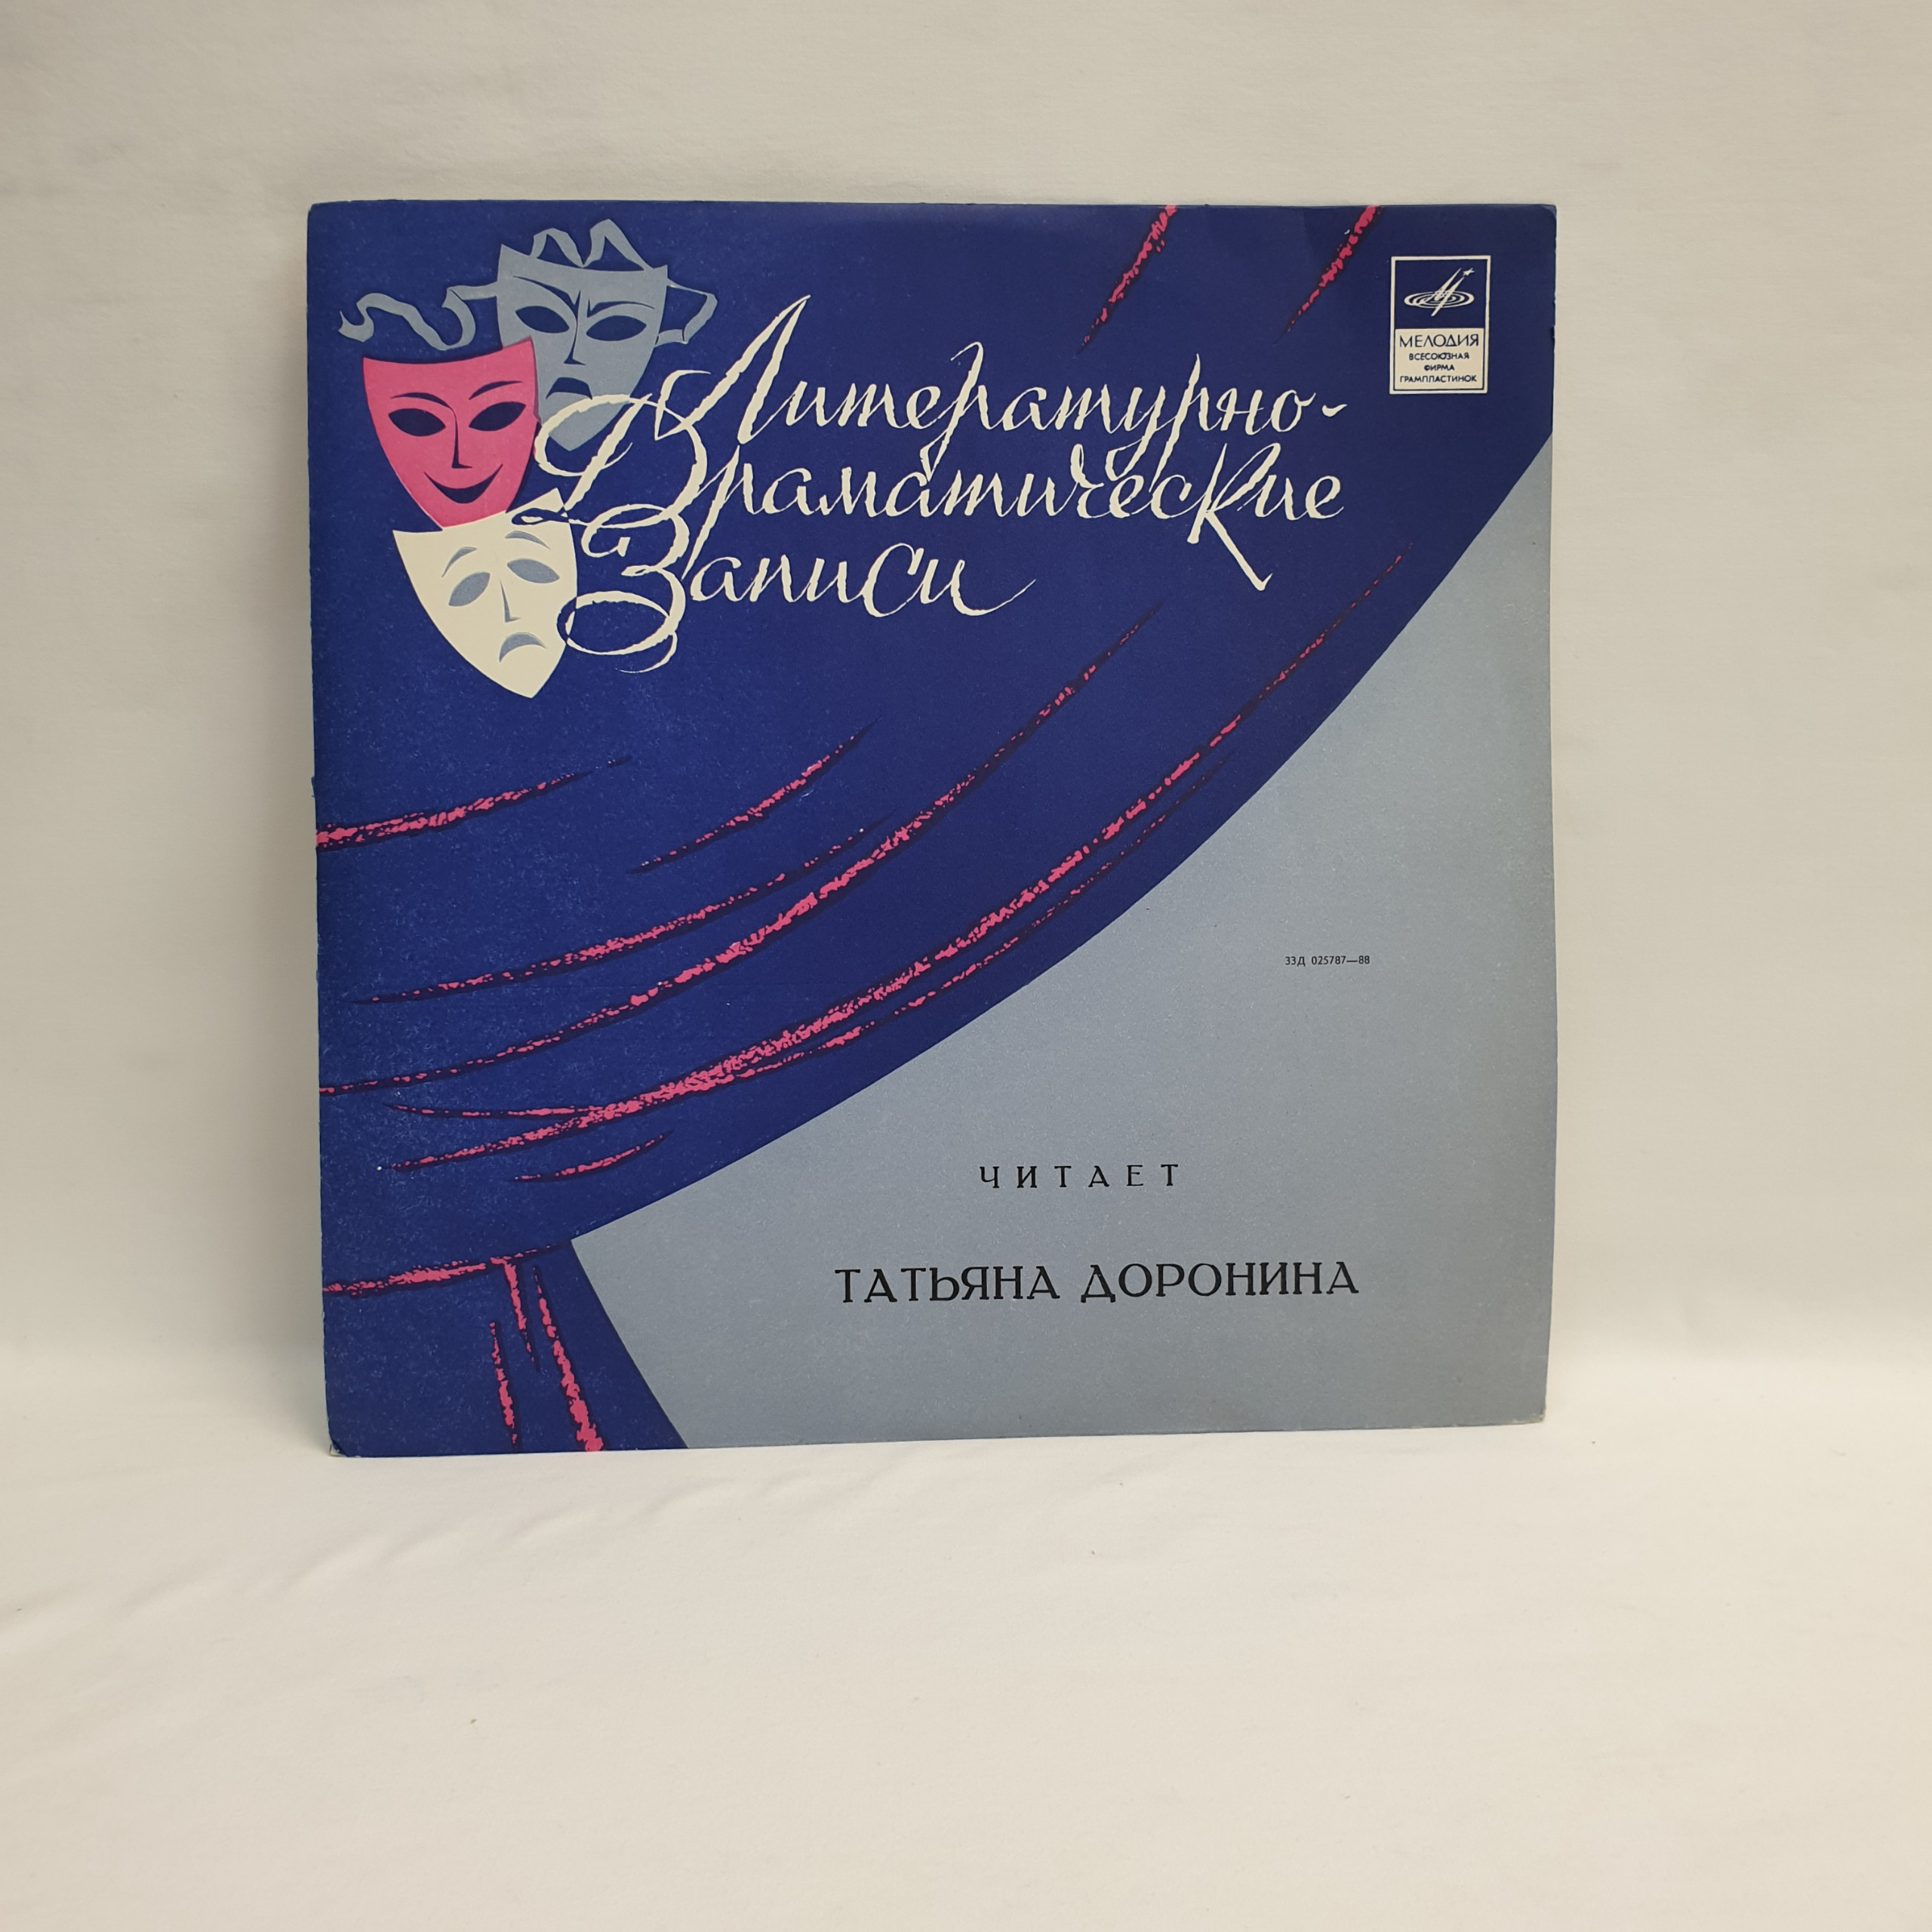 Литературно-
Драматические
Записи
МЕЛОДИЯ
ВСЕСОЮЗНАЯ
ФИРМА
ГРАМПЛАСТИНОК
33Д 025787—88
ЧИТАЕТ
ТАТЬЯНА ДОРОНИНА